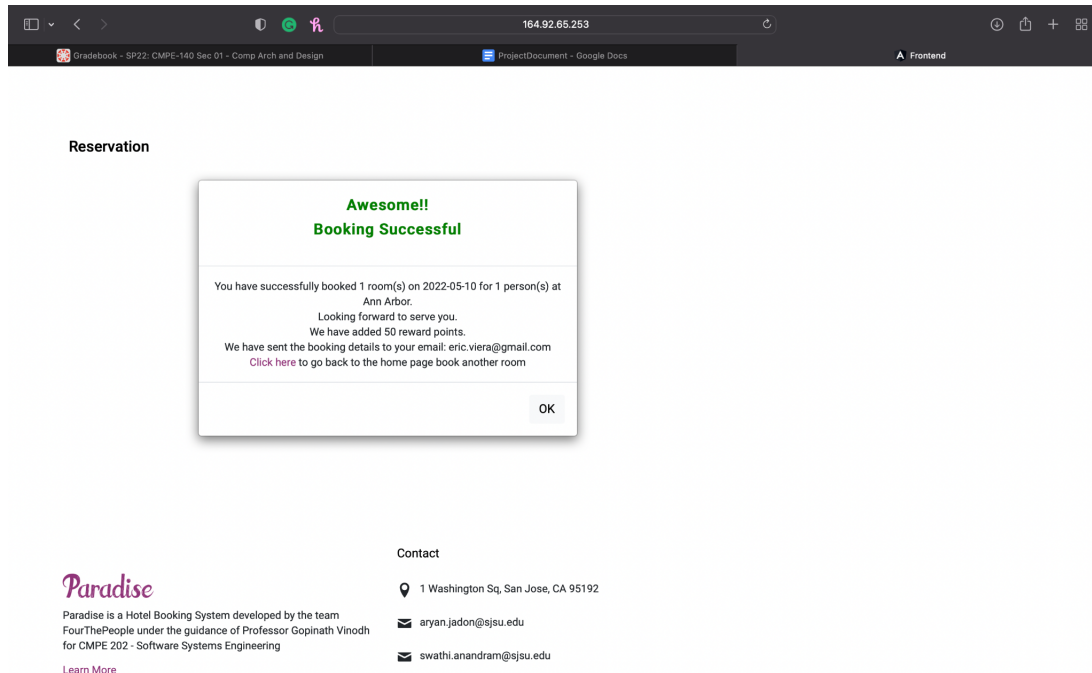 164.92.65.253
Gradebook - SP22: CMPE-140 Sec 01 - Comp Arch and Design
ProjectDocument - Google Docs
A Frontend
Reservation
Awesome!!
Booking Successful
You have successfully booked 1 room(s) on 2022-05-10 for 1 person(s) at
Ann Arbor.
Looking forward to serve you.
We have added 50 reward points.
We have sent the booking details to your email: eric.viera@gmail.com
Click here to go back to the home page book another room
OK
Paradise
Paradise is a Hotel Booking System developed by the team
FourThePeople under the guidance of Professor Gopinath Vinodh
for CMPE 202 - Software Systems Engineering
Learn More
Contact
1 Washington Sq, San Jose, CA 95192
aryan.jadon@sjsu.edu
swathi.anandram@sjsu.edu